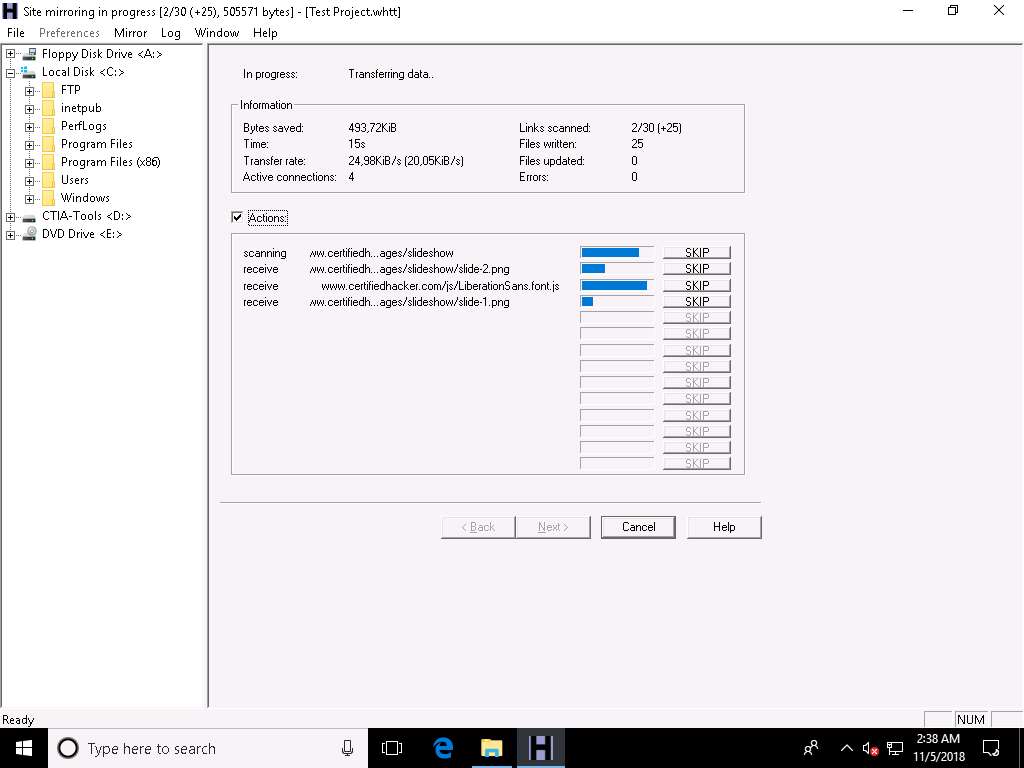 Site mirroring in progress [2/30 (+25), 505571 bytes] - [Test Project.whtt]
File Preferences Mirror Log Window Help
Floppy Disk Drive <A:>
Local Disk <C:>
FTP
inetpub
PerfLogs
Program Files
Program Files (x86)
Users
Windows
CTIA-Tools <D:>
DVD Drive <E:>
In progress: Transferring data..
Information
Bytes saved: 493,72KiB Links scanned: 2/30 (+25)
Time: 15s Files written: 25
Transfer rate: 24,98KiB/s (20,05KiB/s) Files updated: 0
Active connections: 4 Errors: 0
Actions:
scanning ww.certifiedh...ages/slideshow SKIP
receive ww.certifiedh...ages/slideshow/slide-2.png SKIP
receive www.certifiedhacker.com/js/LiberationSans.font.js SKIP
receive ww.certifiedh...ages/slideshow/slide-1.png SKIP
SKIP
SKIP
SKIP
SKIP
SKIP
SKIP
SKIP
SKIP
SKIP
SKIP
< Back Next > Cancel Help
Ready NUM
Type here to search
2:38 AM
11/5/2018